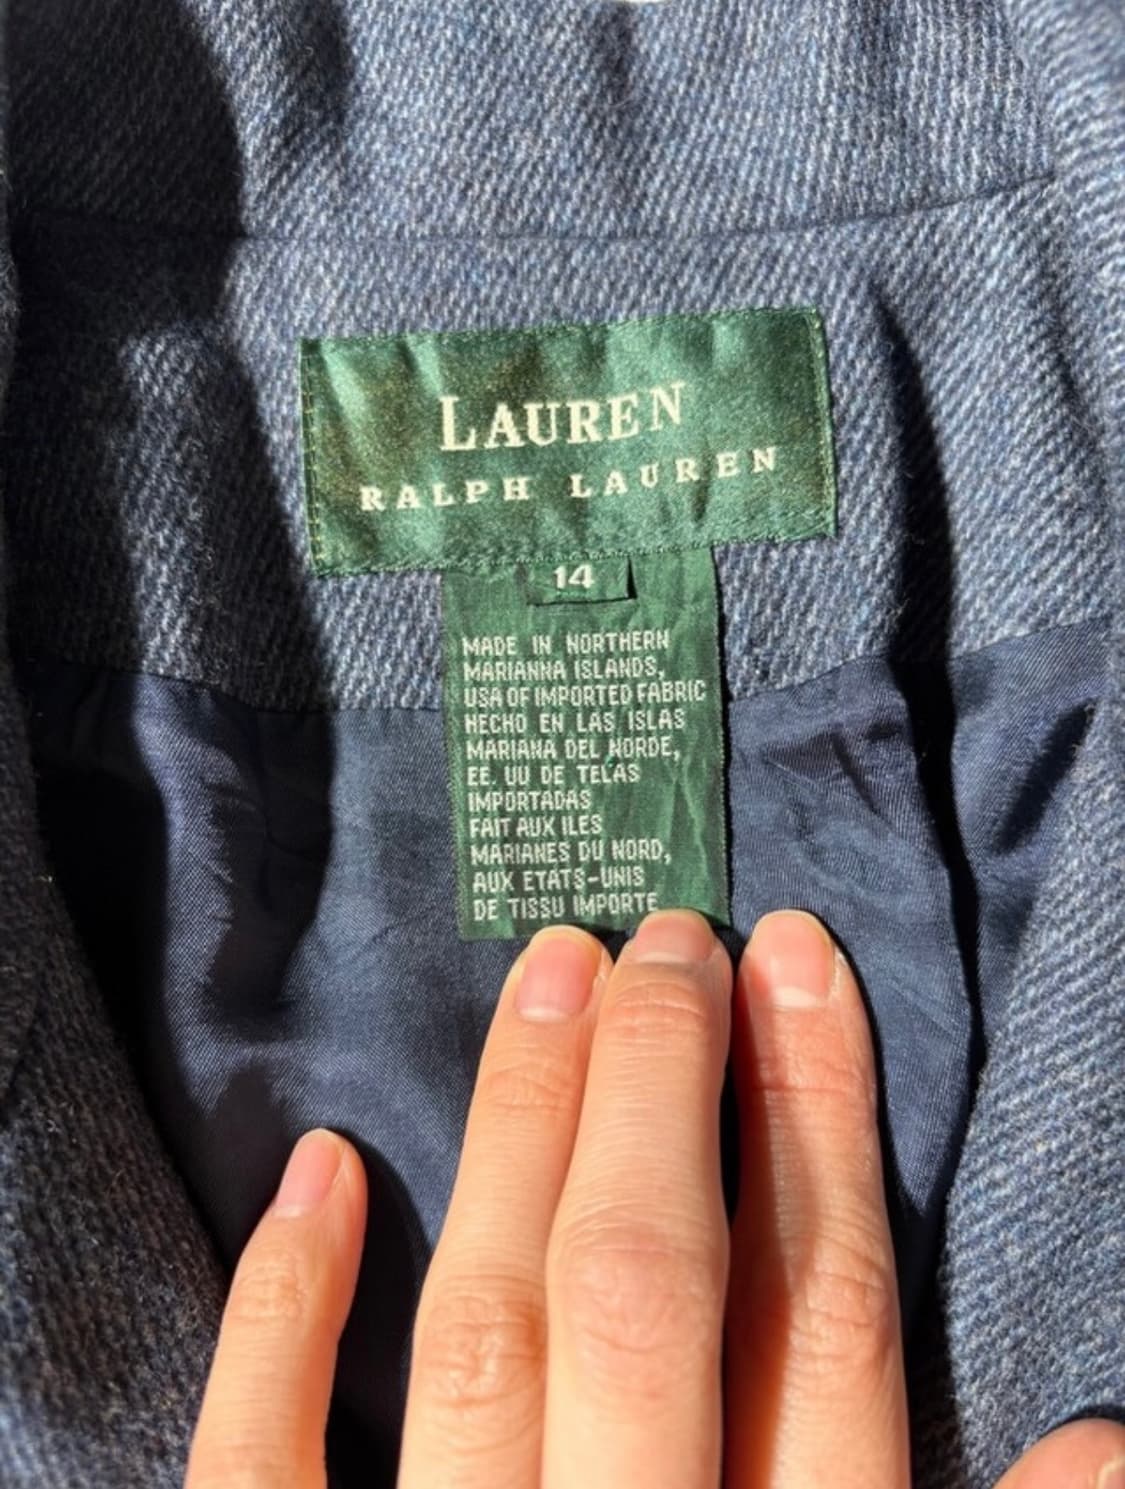 LAUREN
RALPH LAUREN
14
MADE IN NORTHERN
MARIANNA ISLANDS,
USA OF IMPORTED FABRIC
HECHO EN LAS ISLAS
MARIANA DEL NORDE,
EE. UU DE TELAS
IMPORTADAS
FAIT AUX ILES
MARIANES DU NORD,
AUX ETATS-UNIS
DE TISSU IMPORTE